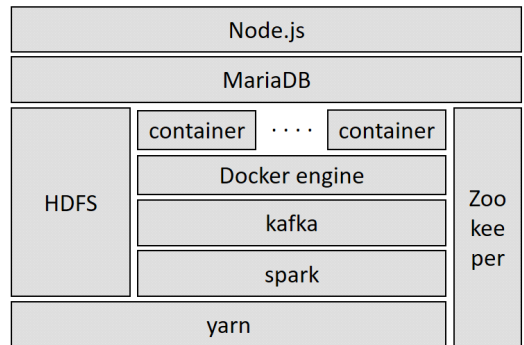 Node.js
MariaDB
container
. . . .
container
Docker engine
HDFS
kafka
Zoo
kee
per
spark
yarn